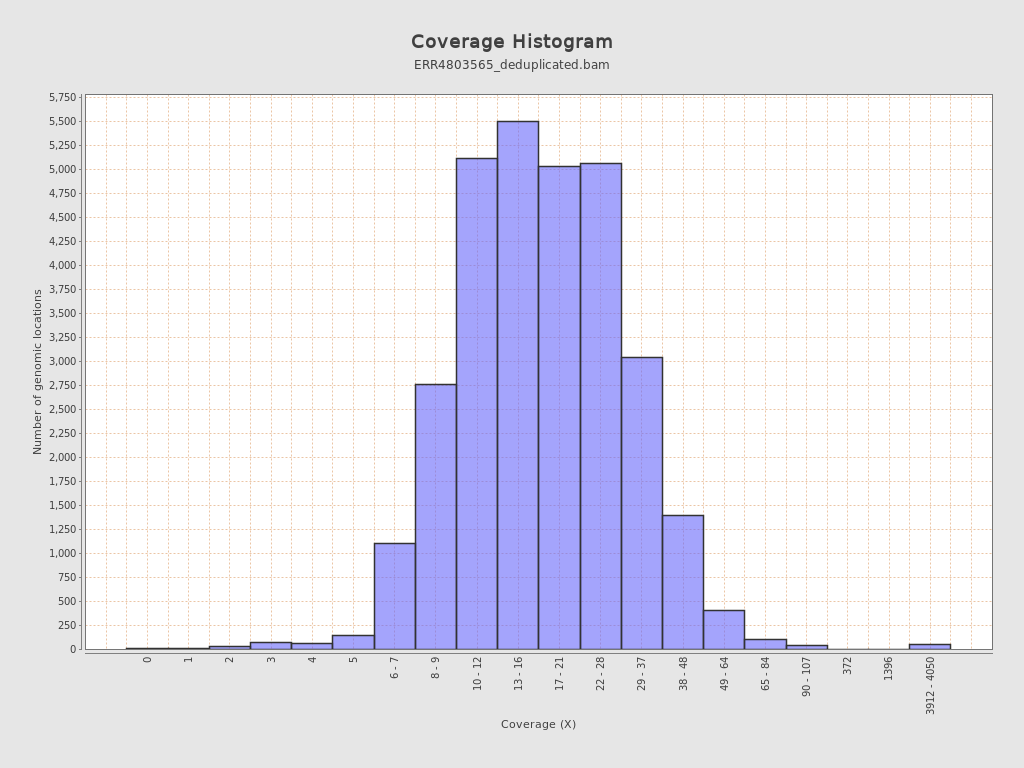 Coverage Histogram
ERR4803565_deduplicated.bam
Number of genomic locations
5,750
5,500
5,250
5,000
4,750
4,500
4,250
4,000
3,750
3,500
3,250
3,000
2,750
2,500
2,250
2,000
1,750
1,500
1,250
1,000
750
500
250
0
0
1
2
3
4
5
6 - 7
8 - 9
10 - 12
13 - 16
17 - 21
22 - 28
29 - 37
38 - 48
49 - 64
65 - 84
90 - 107
372
1396
3912 - 4050
Coverage (X)